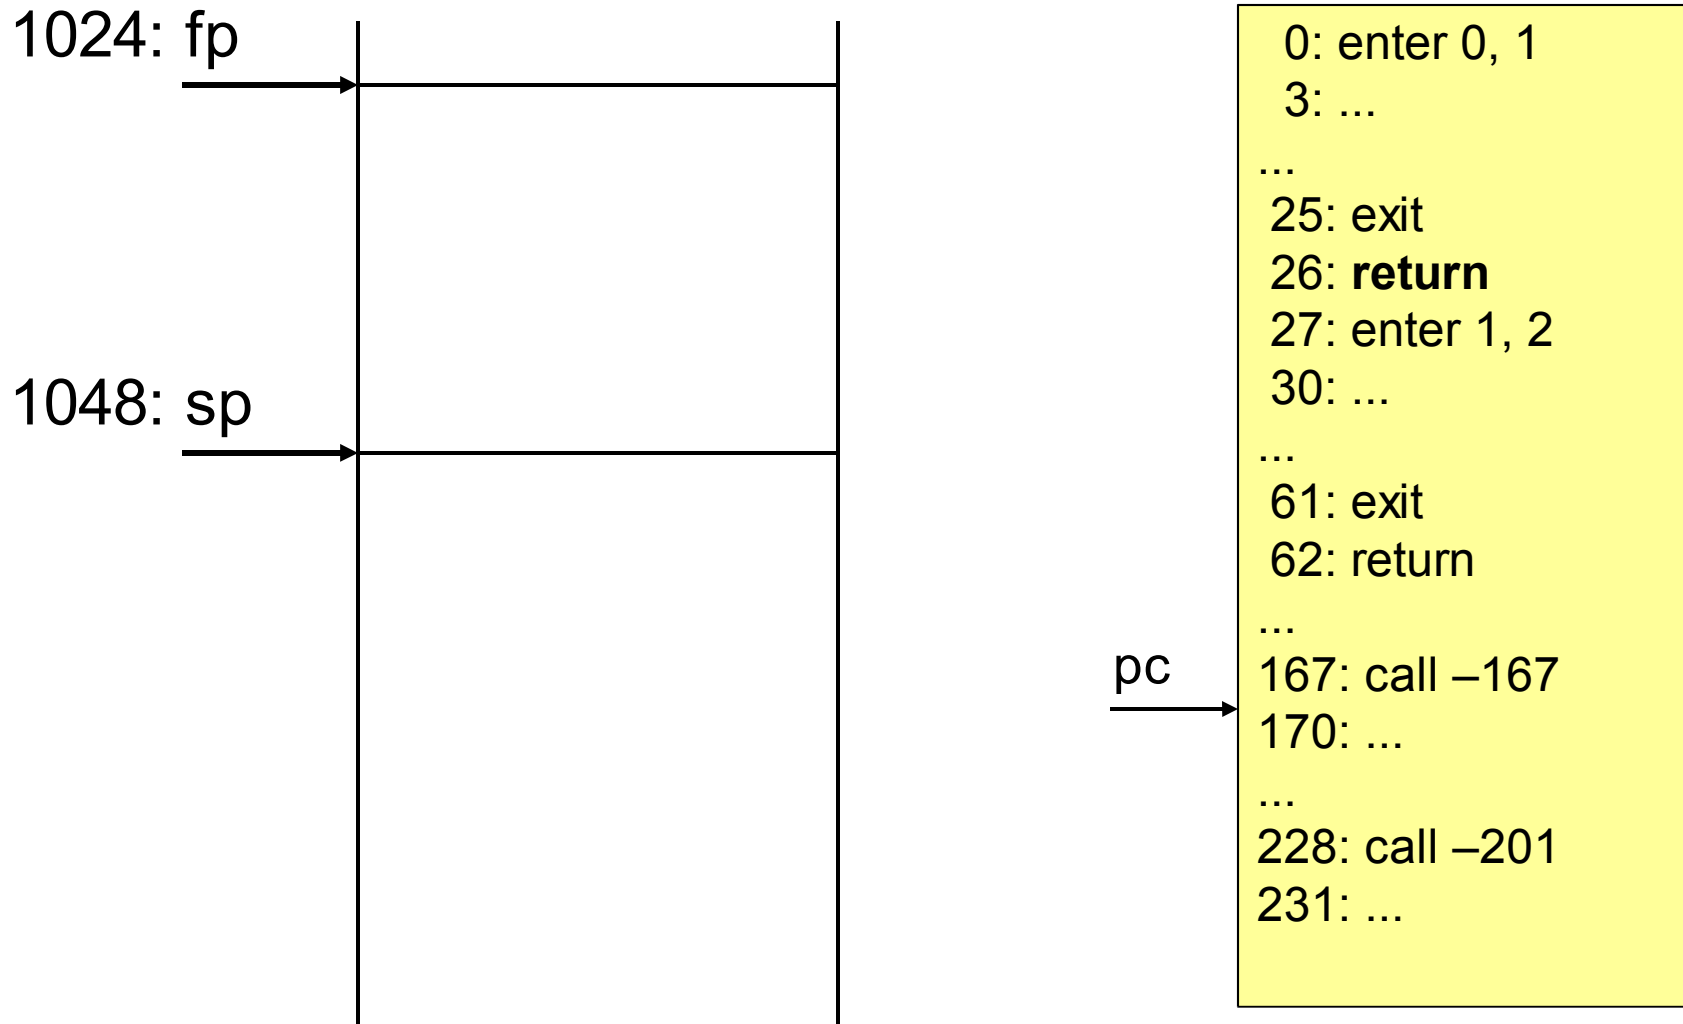 1024: fp
1048: sp
pc
0: enter 0, 1
3: ...
...
25: exit
26: return
27: enter 1, 2
30: ...
...
61: exit
62: return
...
167: call –167
170: ...
...
228: call –201
231: ...